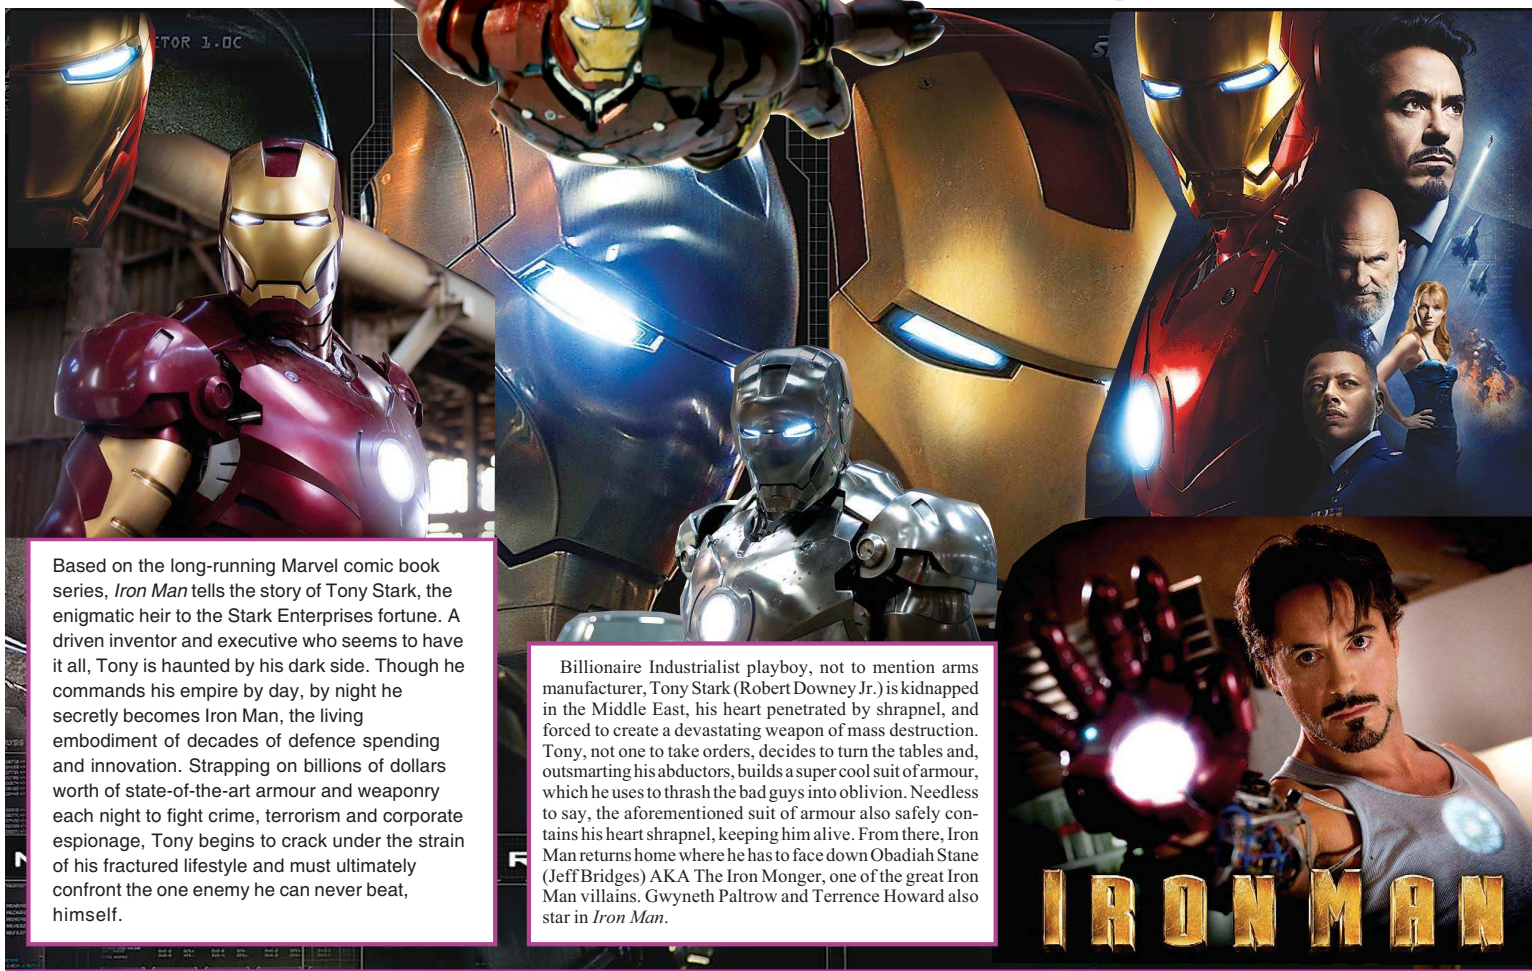 CTOR 1.0C
Based on the long-running Marvel comic book
series, Iron Man tells the story of Tony Stark, the
enigmatic heir to the Stark Enterprises fortune. A
driven inventor and executive who seems to have
it all, Tony is haunted by his dark side. Though he
commands his empire by day, by night he
secretly becomes Iron Man, the living
embodiment of decades of defence spending
and innovation. Strapping on billions of dollars
worth of state-of-the-art armour and weaponry
each night to fight crime, terrorism and corporate
espionage, Tony begins to crack under the strain
of his fractured lifestyle and must ultimately
confront the one enemy he can never beat,
himself.
Billionaire Industrialist playboy, not to mention arms
manufacturer, Tony Stark (Robert Downey Jr.) is kidnapped
in the Middle East, his heart penetrated by shrapnel, and
forced to create a devastating weapon of mass destruction.
Tony, not one to take orders, decides to turn the tables and,
outsmarting his abductors, builds a super cool suit of armour,
which he uses to thrash the bad guys into oblivion. Needless
to say, the aforementioned suit of armour also safely con-
tains his heart shrapnel, keeping him alive. From there, Iron
Man returns home where he has to face down Obadiah Stane
(Jeff Bridges) AKA The Iron Monger, one of the great Iron
Man villains. Gwyneth Paltrow and Terrence Howard also
star in Iron Man.
IRON MAN